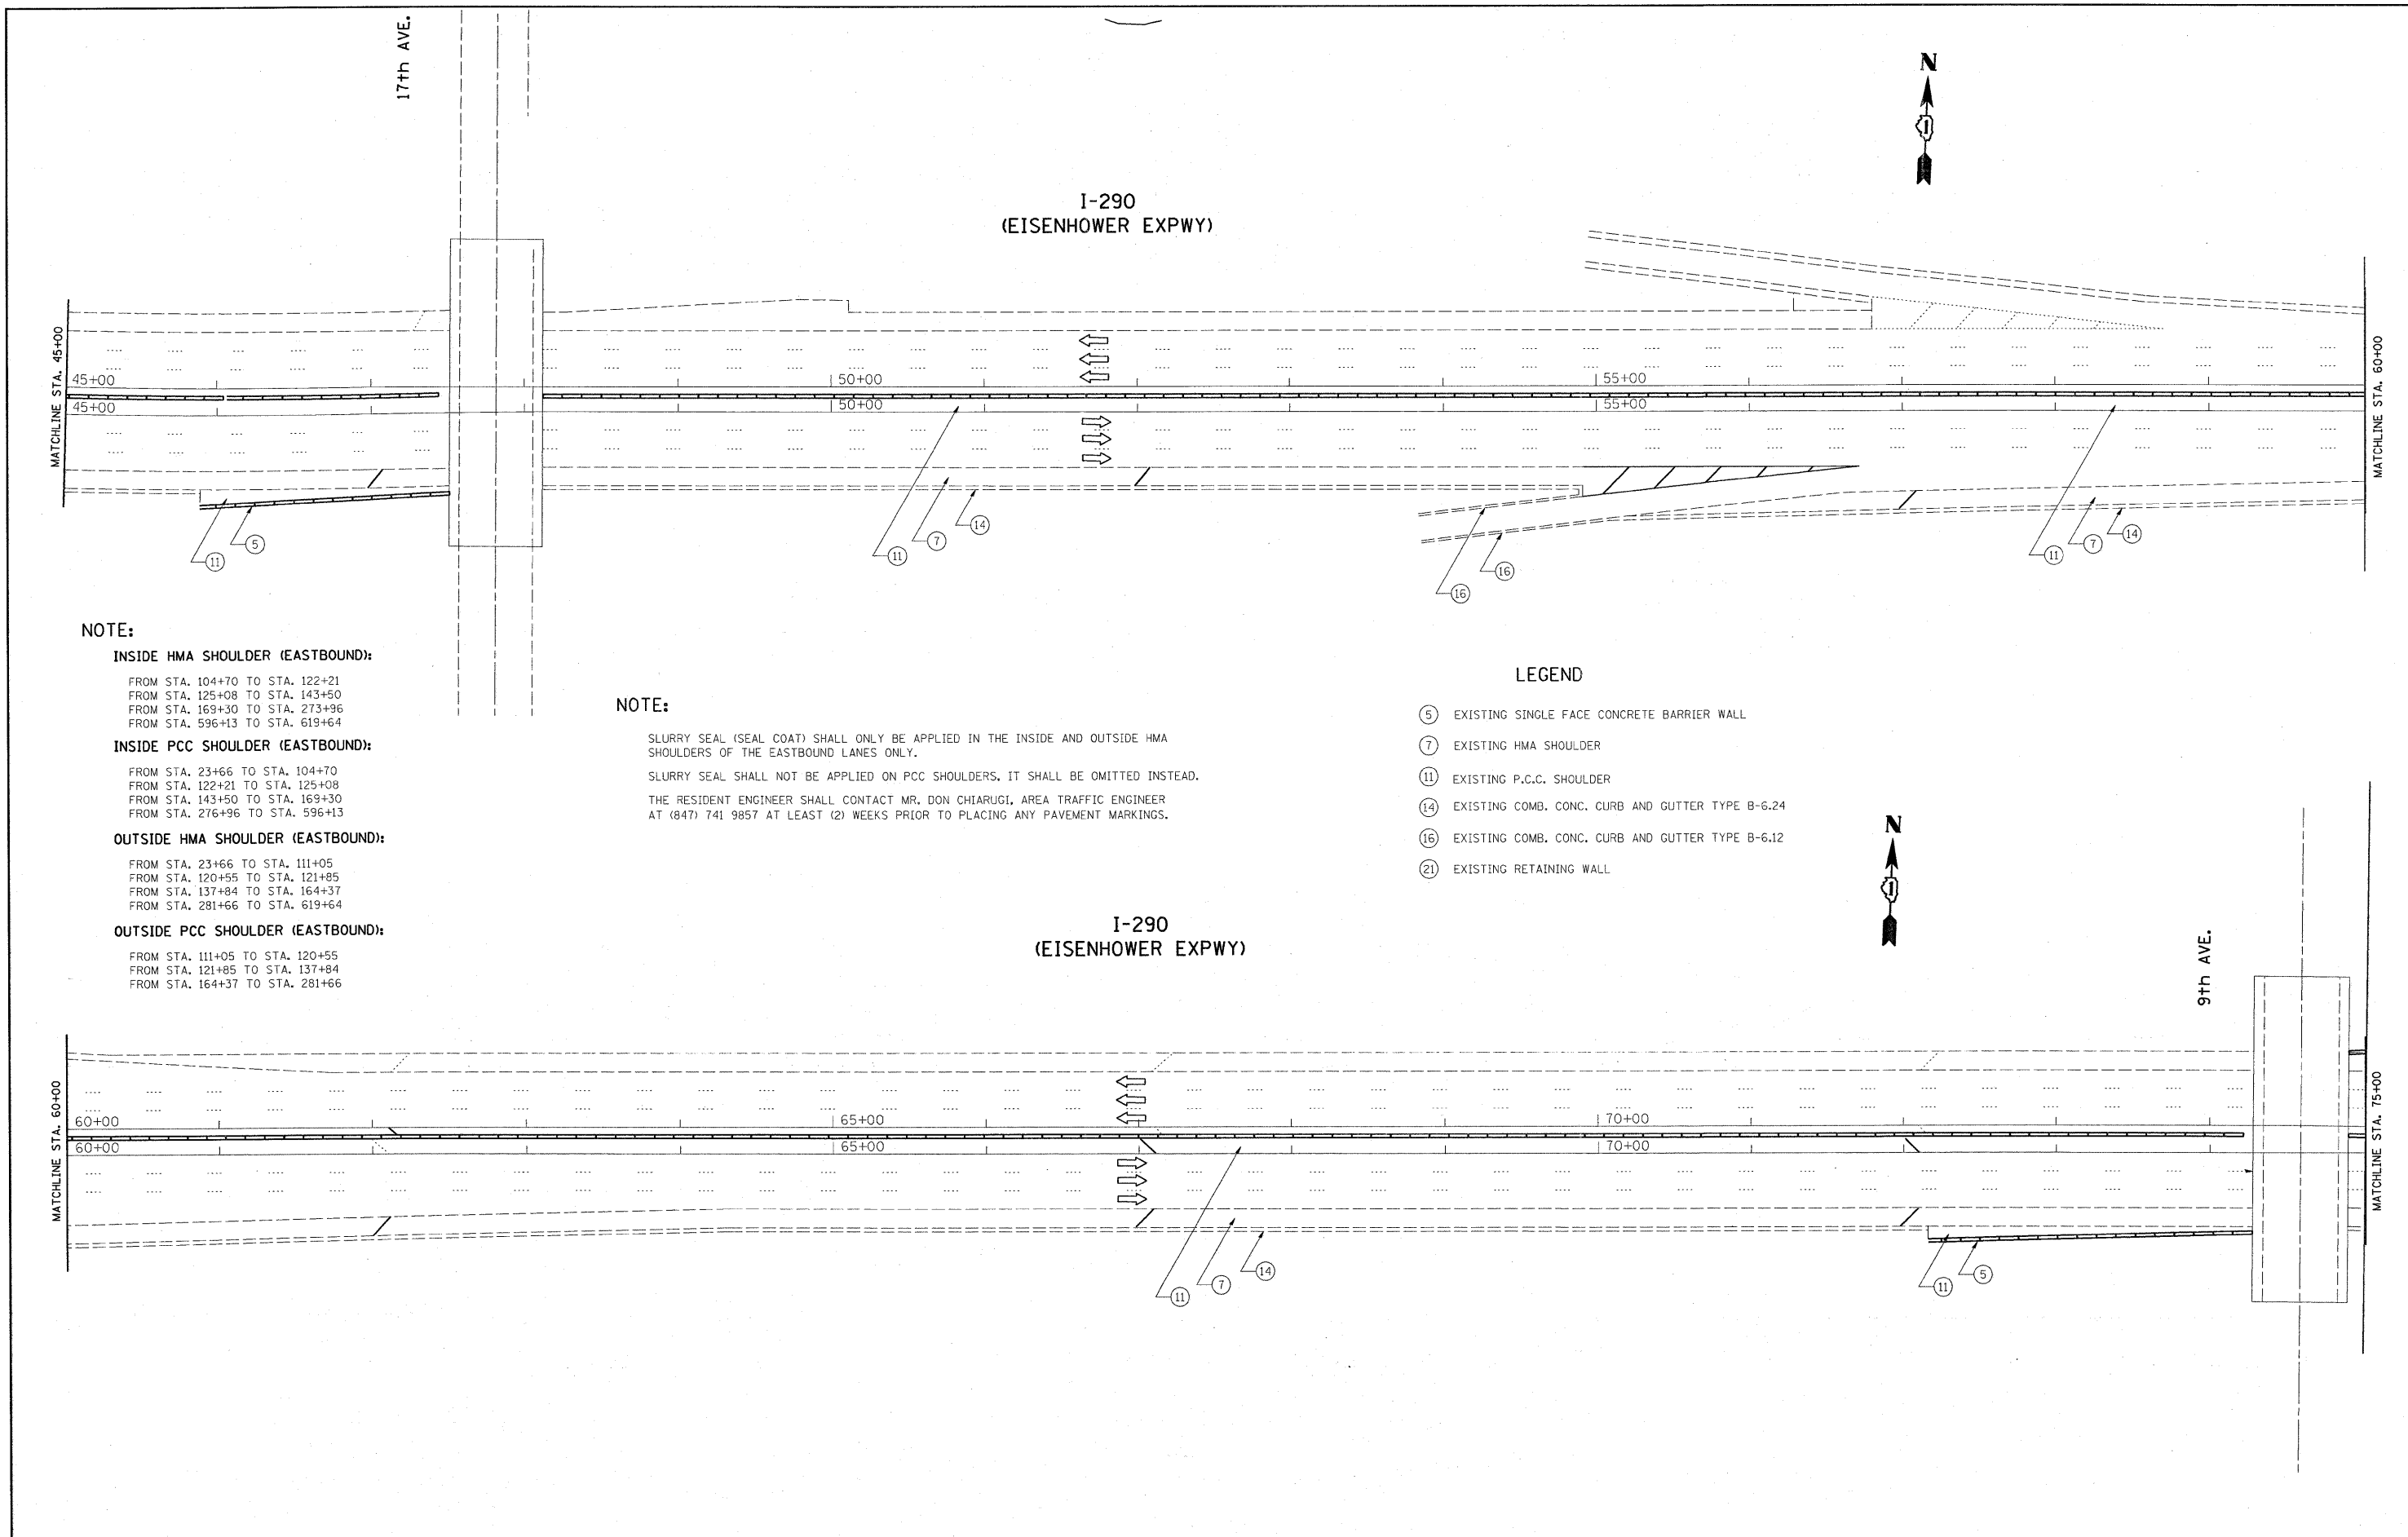 17th AVE.
N
1
I-290
(EISENHOWER EXPWY)
MATCHLINE STA. 45+00
45+00
50+00
55+00
45+00
50+00
55+00
MATCHLINE STA. 60+00
11
5
11
7
14
16
16
11
7
14
NOTE:
INSIDE HMA SHOULDER (EASTBOUND):
FROM STA. 104+70 TO STA. 122+21
FROM STA. 125+08 TO STA. 143+50
FROM STA. 169+30 TO STA. 273+96
FROM STA. 596+13 TO STA. 619+64
INSIDE PCC SHOULDER (EASTBOUND):
FROM STA. 23+66 TO STA. 104+70
FROM STA. 122+21 TO STA. 125+08
FROM STA. 143+50 TO STA. 169+30
FROM STA. 276+96 TO STA. 596+13
OUTSIDE HMA SHOULDER (EASTBOUND):
FROM STA. 23+66 TO STA. 111+05
FROM STA. 120+55 TO STA. 121+85
FROM STA. 137+84 TO STA. 164+37
FROM STA. 281+66 TO STA. 619+64
OUTSIDE PCC SHOULDER (EASTBOUND):
FROM STA. 111+05 TO STA. 120+55
FROM STA. 121+85 TO STA. 137+84
FROM STA. 164+37 TO STA. 281+66
NOTE:
SLURRY SEAL (SEAL COAT) SHALL ONLY BE APPLIED IN THE INSIDE AND OUTSIDE HMA
SHOULDERS OF THE EASTBOUND LANES ONLY.
SLURRY SEAL SHALL NOT BE APPLIED ON PCC SHOULDERS. IT SHALL BE OMITTED INSTEAD.
THE RESIDENT ENGINEER SHALL CONTACT MR. DON CHIARUGI, AREA TRAFFIC ENGINEER
AT (847) 741 9857 AT LEAST (2) WEEKS PRIOR TO PLACING ANY PAVEMENT MARKINGS.
LEGEND
5 EXISTING SINGLE FACE CONCRETE BARRIER WALL
7 EXISTING HMA SHOULDER
11 EXISTING P.C.C. SHOULDER
14 EXISTING COMB. CONC. CURB AND GUTTER TYPE B-6.24
16 EXISTING COMB. CONC. CURB AND GUTTER TYPE B-6.12
21 EXISTING RETAINING WALL
N
1
I-290
(EISENHOWER EXPWY)
9th AVE.
MATCHLINE STA. 60+00
60+00
65+00
70+00
60+00
65+00
70+00
MATCHLINE STA. 75+00
11
7
14
11
5